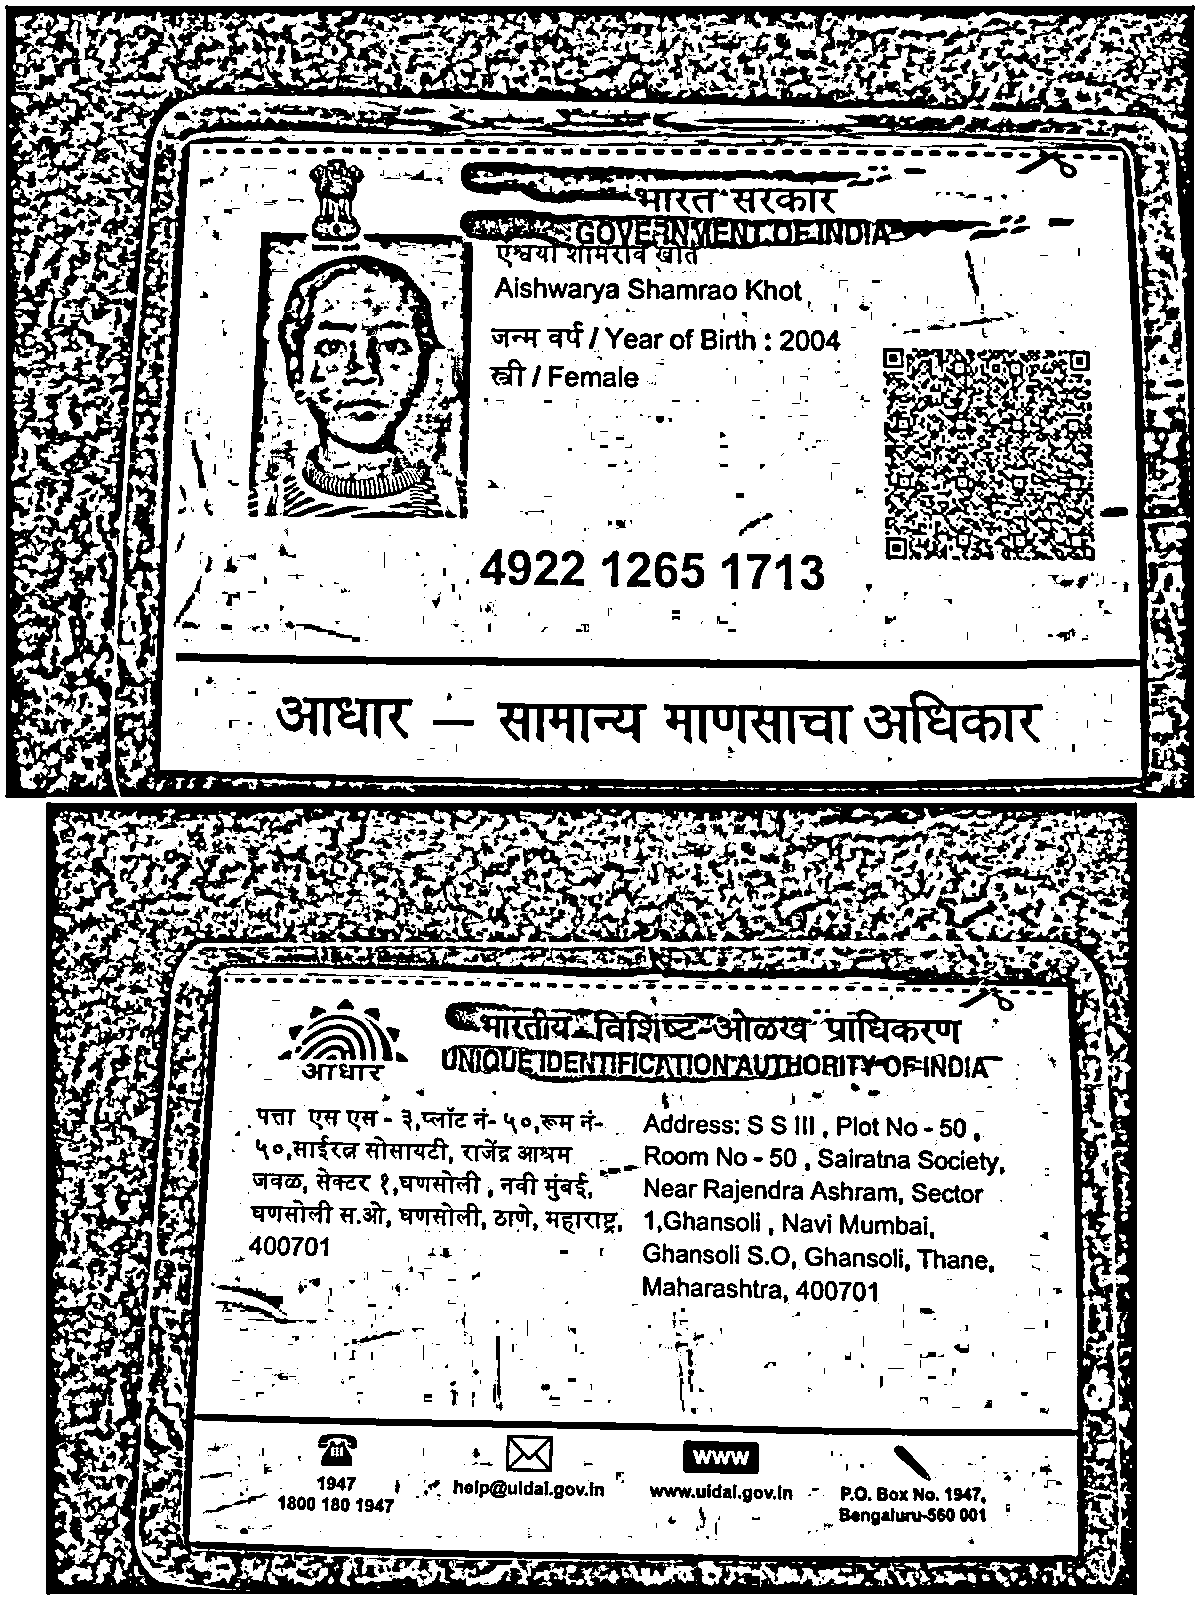 भारत सरकार
GOVERNMENT OF INDIA
एश्वर्या शामराव खोत
Aishwarya Shamrao Khot
जन्म वर्ष / Year of Birth : 2004
स्त्री / Female
4922 1265 1713
आधार – सामान्य माणसाचा अधिकार
भारतीय विशिष्ट ओळख प्राधिकरण
UNIQUE IDENTIFICATION AUTHORITY OF INDIA
आधार
पत्ता एस एस - ३,प्लॉट नं- ५०,रूम नं-
५०,साईरत्न सोसायटी, राजेंद्र आश्रम
जवळ, सेक्टर १,घणसोली , नवी मुंबई,
घणसोली स.ओ, घणसोली, ठाणे, महाराष्ट्र,
400701
Address: S S III , Plot No - 50 ,
Room No - 50 , Sairatna Society,
Near Rajendra Ashram, Sector
1,Ghansoli , Navi Mumbai,
Ghansoli S.O, Ghansoli, Thane,
Maharashtra, 400701
1947
1800 180 1947
help@uidai.gov.in
www
www.uidai.gov.in
P.O. Box No. 1947,
Bengaluru-560 001